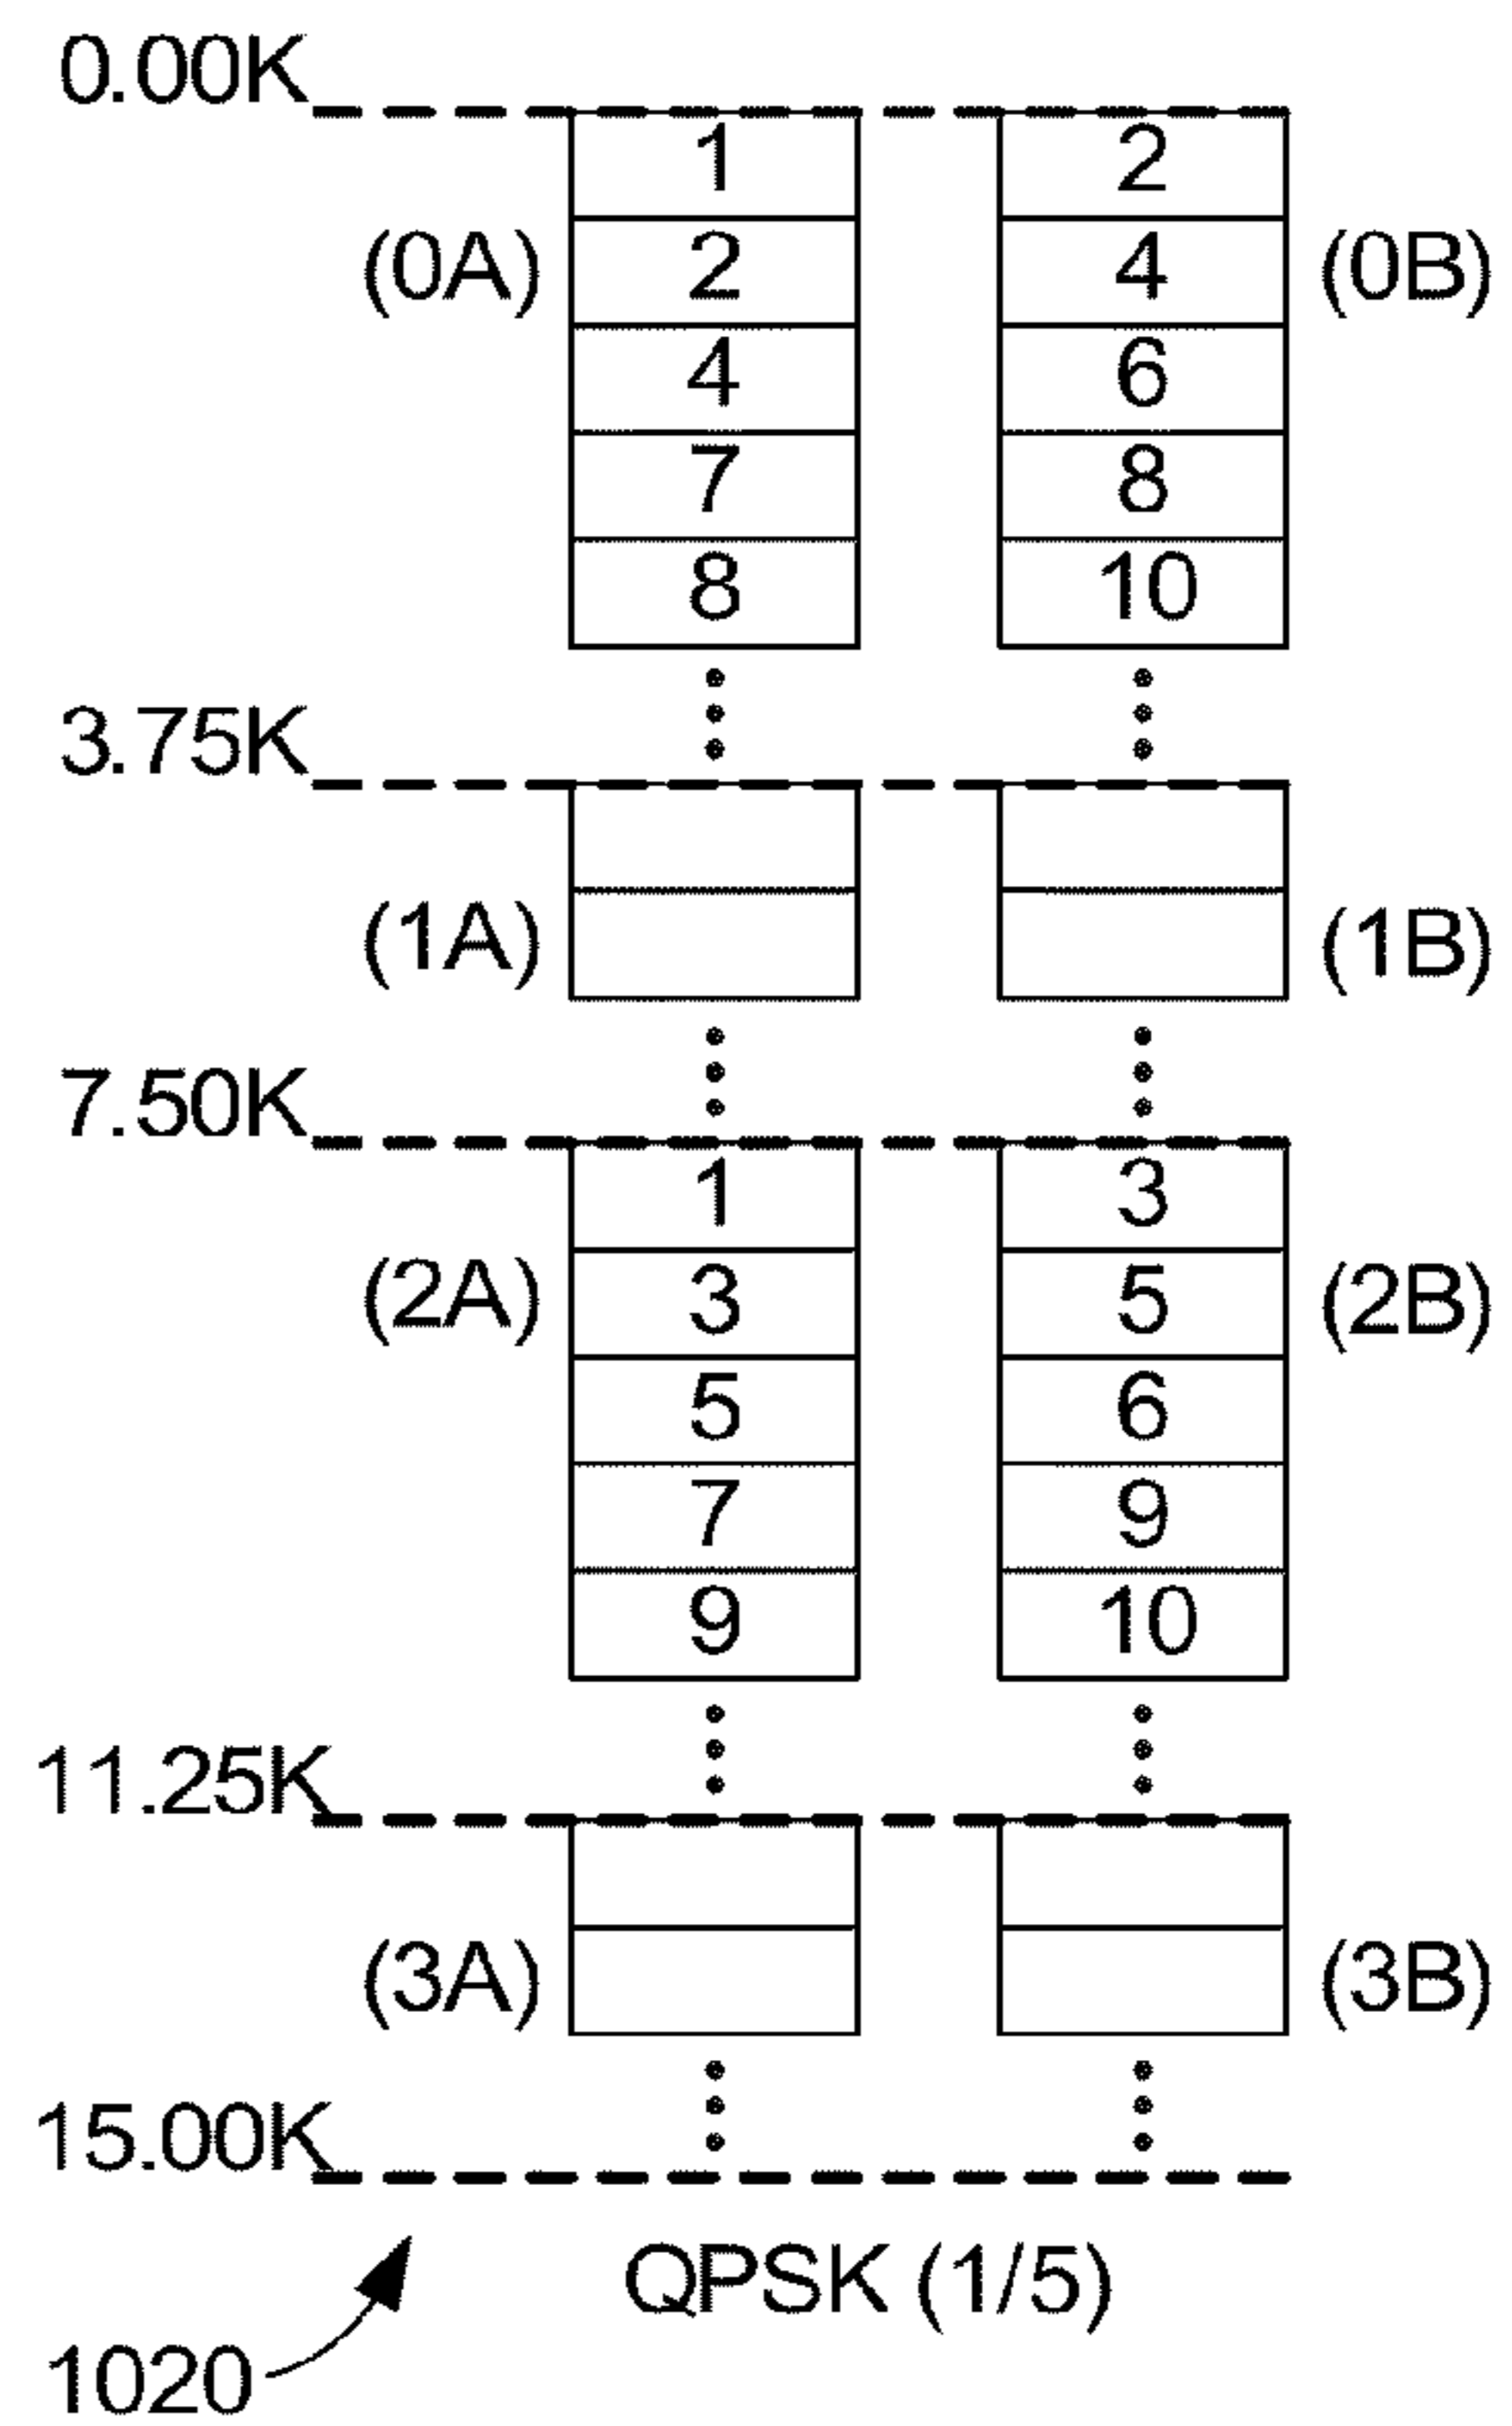 0.00K
1 2
(0A) 2 4 (0B)
4 6
7 8
8 10
3.75K
(1A) (1B)
7.50K
1 3
(2A) 3 5 (2B)
5 6
7 9
9 10
11.25K
(3A) (3B)
15.00K
QPSK (1/5)
1020